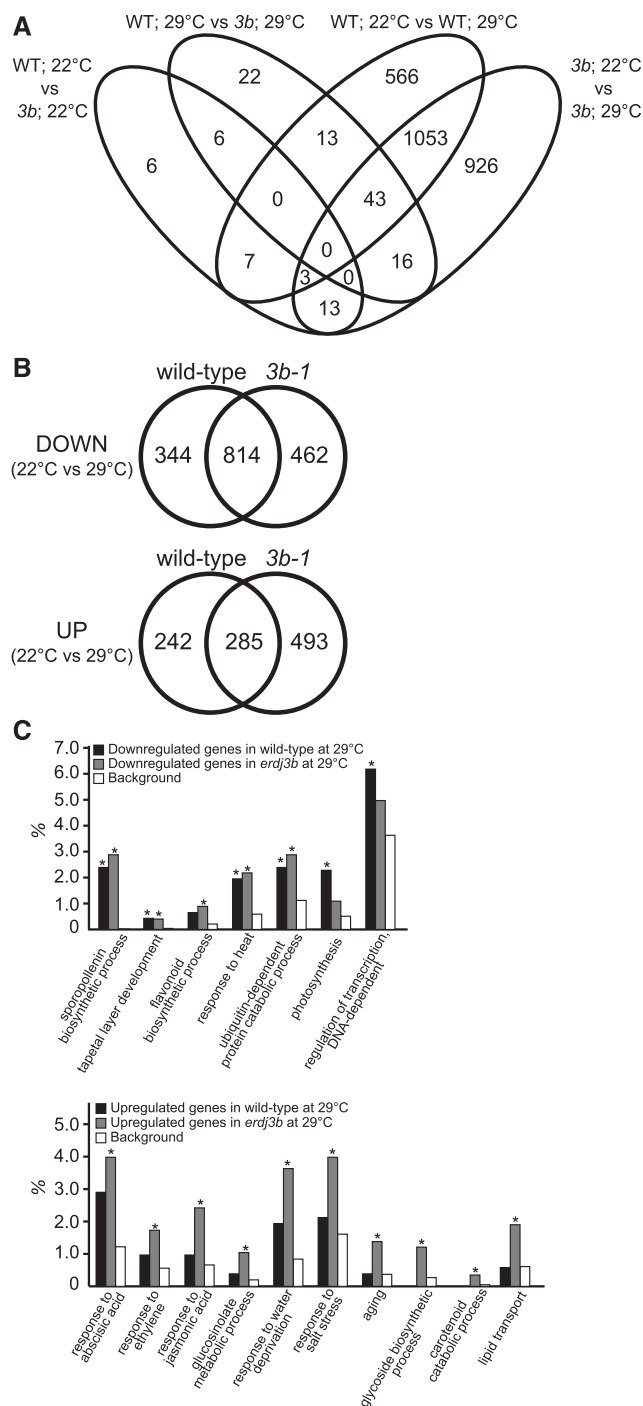 A
WT; 29°C vs 3b; 29°C
WT; 22°C vs WT; 29°C
WT; 22°C
vs
3b; 22°C
3b; 22°C
vs
3b; 29°C
22
566
6
13
1053
6
926
0
43
7
0
16
3
0
13
B
wild-type
3b-1
DOWN
(22°C vs 29°C)
344
814
462
wild-type
3b-1
UP
(22°C vs 29°C)
242
285
493
C
7.0
6.0
5.0
4.0
3.0
2.0
1.0
0
%
Downregulated genes in wild-type at 29°C
Downregulated genes in erdj3b at 29°C
Background
*
*
*
*
*
*
*
*
*
*
*
sporopollenin
biosynthetic process
tapetal layer development
flavonoid
biosynthetic process
response to heat
ubiquitin-dependent
protein catabolic process
photosynthesis
regulation of transcription,
DNA-dependent
5.0
4.0
3.0
2.0
1.0
0
%
Upregulated genes in wild-type at 29°C
Upregulated genes in erdj3b at 29°C
Background
*
*
*
*
*
*
*
*
*
*
response to
abscisic acid
response to
ethylene
response to
jasmonic acid
glucosinolate
metabolic process
response to water
deprivation
response to
salt stress
aging
glycoside biosynthetic
process
carotenoid
catabolic process
lipid transport